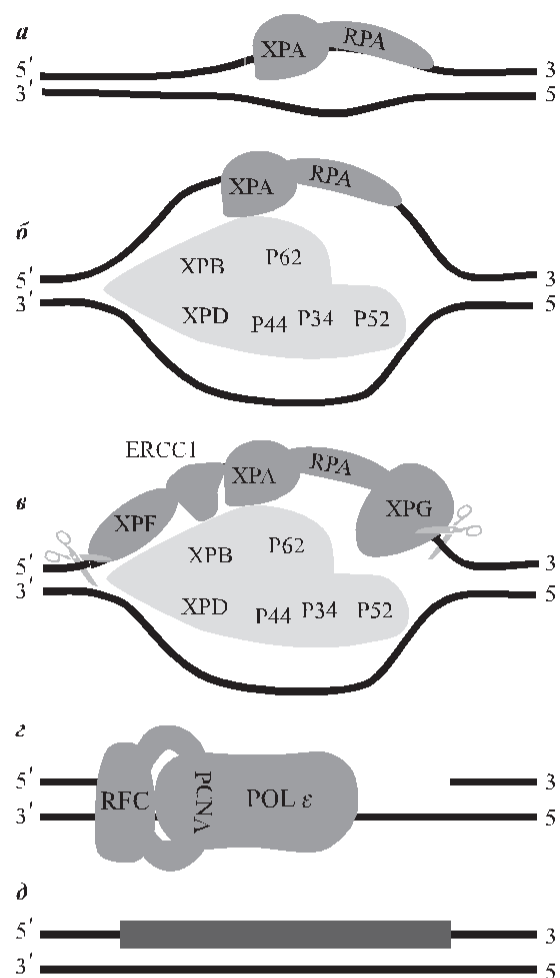 а
XPA RPA
5′ 3
3′ 5
б
XPA RPA
XPB P62
5′ 3
3′ 5
XPD P44 P34 P52
ERCC1
XPA RPA
в
XPF XPG
XPB P62
5′ 3
3′ 5
XPD P44 P34 P52
г
5′ 3
RFC PCNA POL ε
3′ 5
д
5′ 3
3′ 5